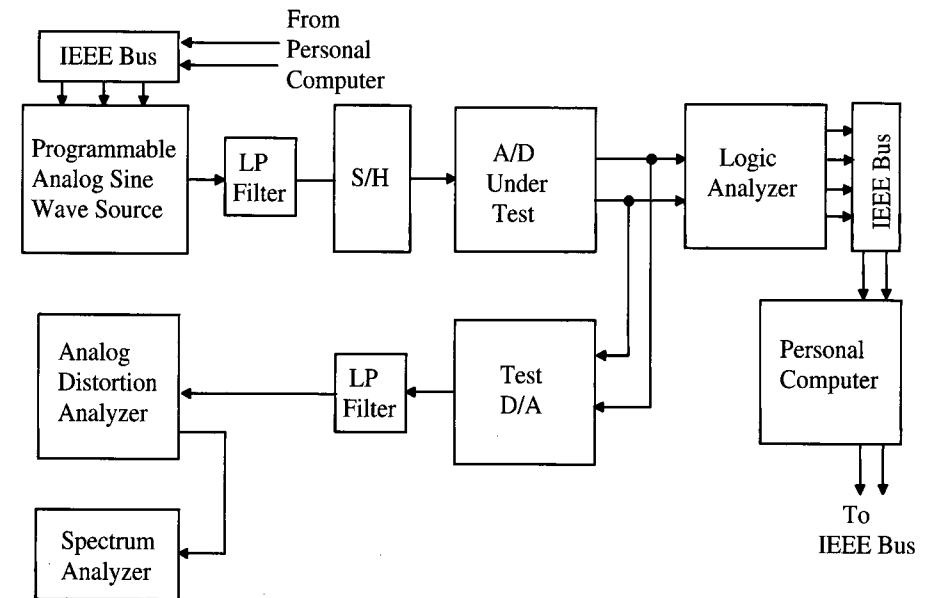 From
Personal
Computer
IEEE Bus
Programmable
Analog Sine
Wave Source
LP
Filter
S/H
A/D
Under
Test
Logic
Analyzer
IEEE Bus
Analog
Distortion
Analyzer
LP
Filter
Test
D/A
Personal
Computer
Spectrum
Analyzer
To
IEEE Bus